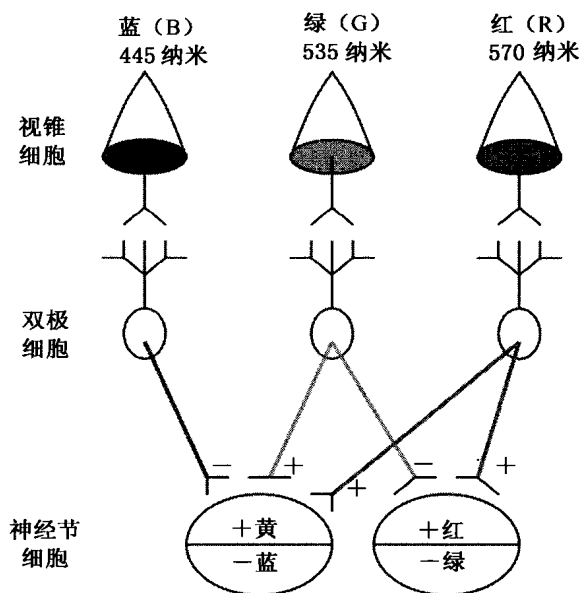 蓝（B）
445 纳米
绿（G）
535 纳米
红（R）
570 纳米
视锥
细胞
双极
细胞
− + + − +
神经节
细胞
+黄
−蓝
+红
−绿